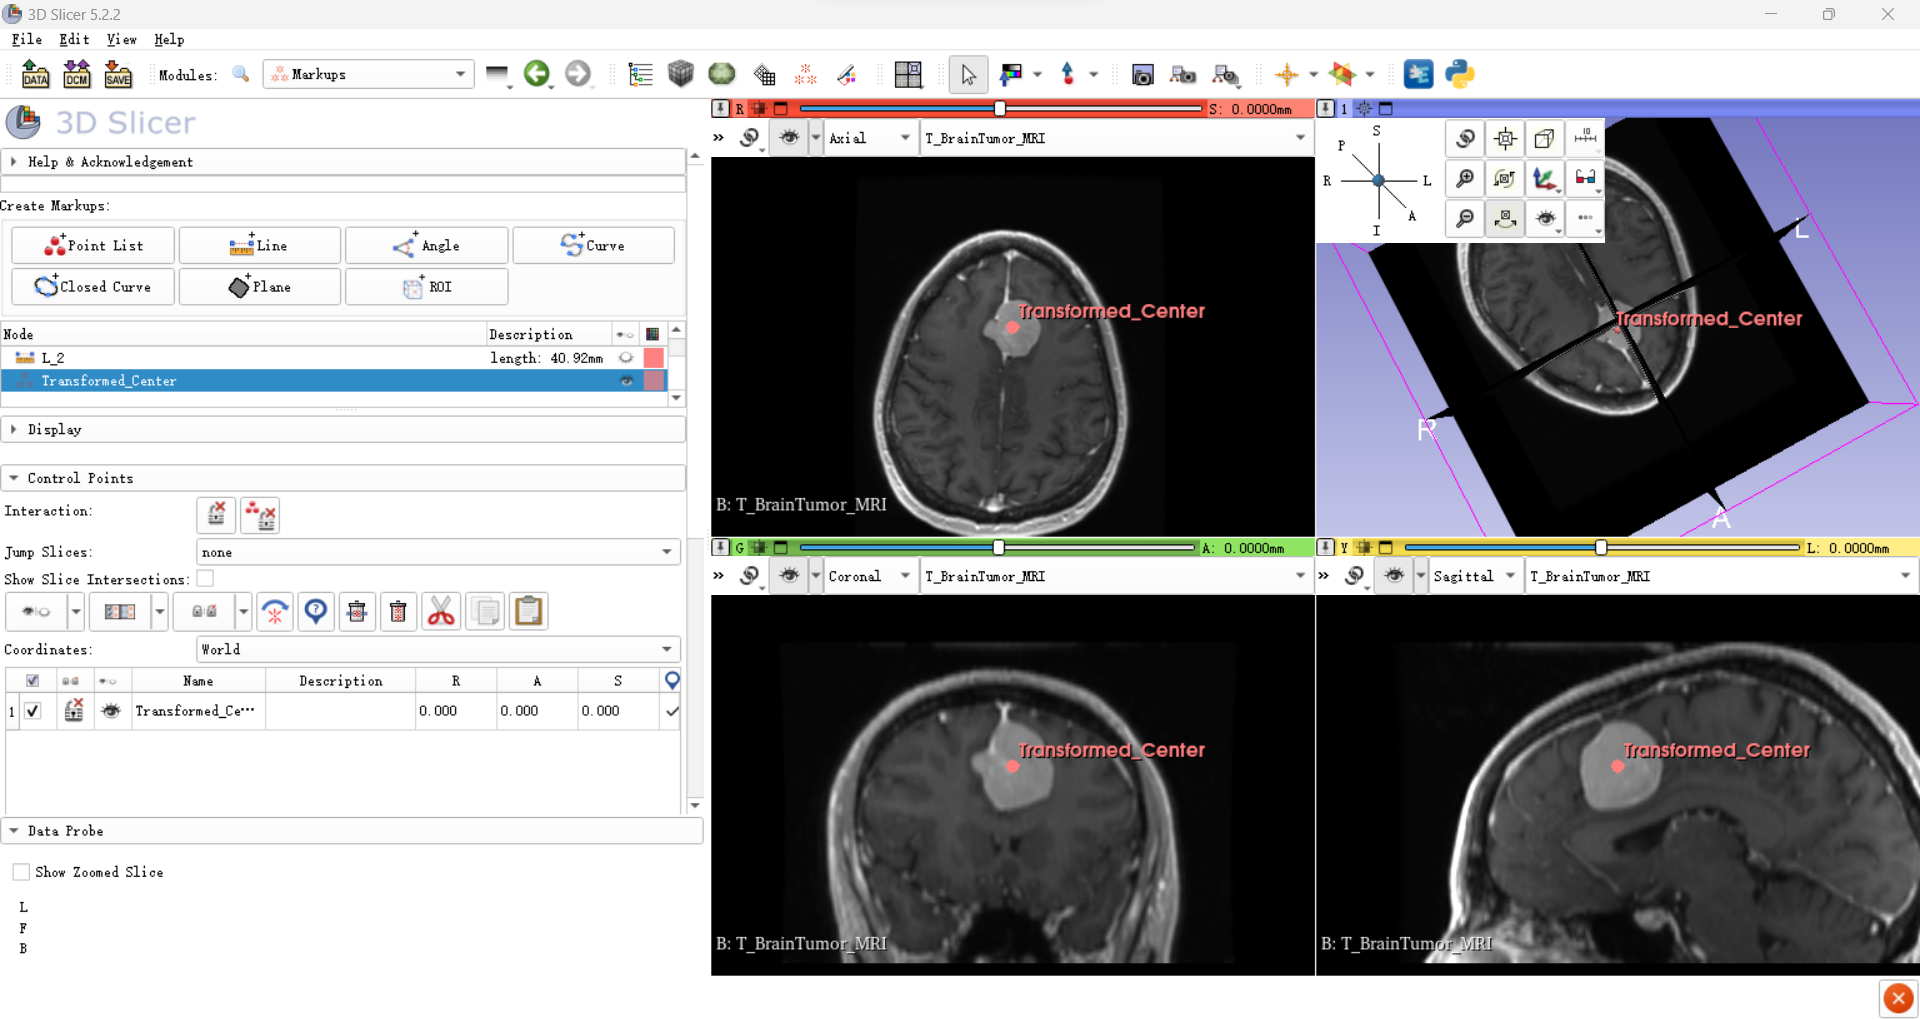 3D Slicer 5.2.2
File Edit View Help
DATA DCM SAVE Modules: Markups
3D Slicer
Help & Acknowledgement
Create Markups:
Point List Line Angle Curve
Closed Curve Plane ROI
Node Description
L_2 length: 40.92mm
Transformed_Center
Display
Control Points
Interaction:
Jump Slices: none
Show Slice Intersections:
Coordinates: World
Name Description R A S
1 Transformed_Ce... 0.000 0.000 0.000
Data Probe
Show Zoomed Slice
L
F
B
R S: 0.0000mm
Axial T_BrainTumor_MRI
Transformed_Center
B: T_BrainTumor_MRI
1
S
P
R L
A
I
L
Transformed_Center
R
A
G A: 0.0000mm
Coronal T_BrainTumor_MRI
Transformed_Center
B: T_BrainTumor_MRI
Y L: 0.0000mm
Sagittal T_BrainTumor_MRI
Transformed_Center
B: T_BrainTumor_MRI